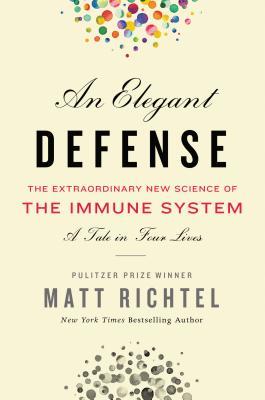 An Elegant
DEFENSE
THE EXTRAORDINARY NEW SCIENCE OF
THE IMMUNE SYSTEM
A Tale in Four Lives
PULITZER PRIZE WINNER
MATT RICHTEL
New York Times Bestselling Author